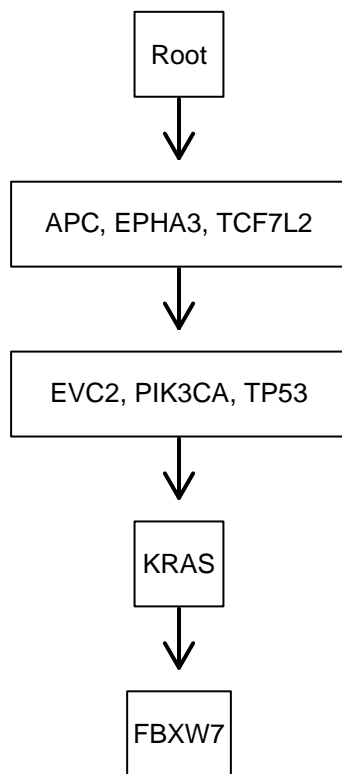 Root
APC, EPHA3, TCF7L2
EVC2, PIK3CA, TP53
KRAS
FBXW7